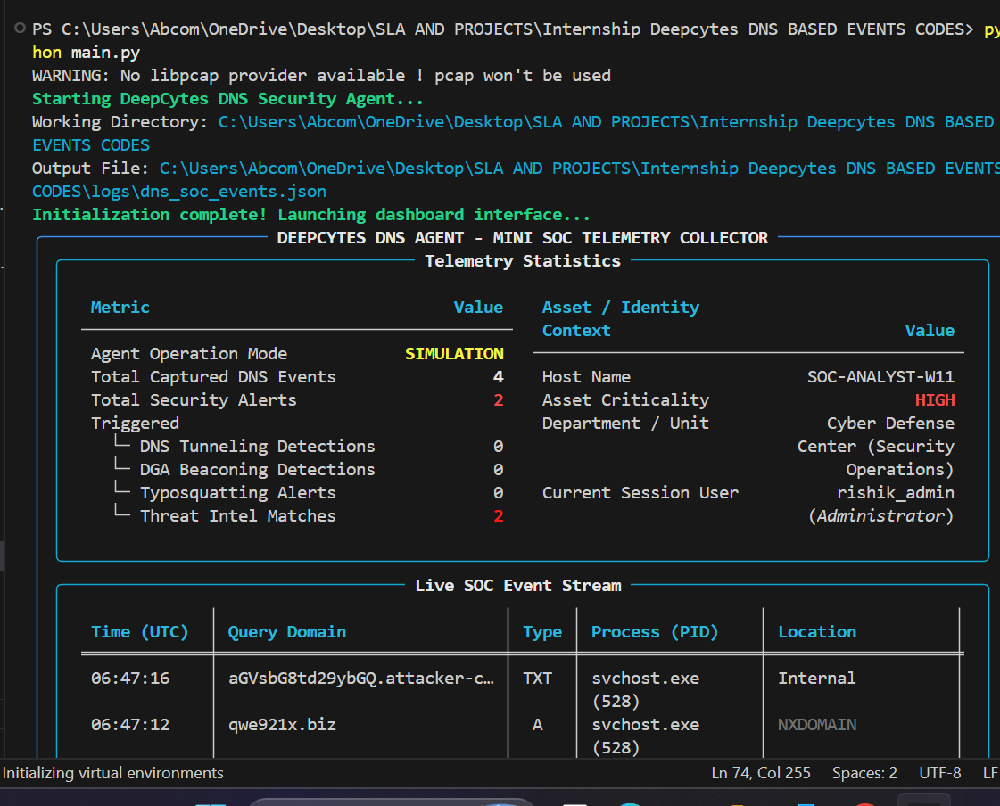 PS C:\Users\Abcom\OneDrive\Desktop\SLA AND PROJECTS\Internship Deepcytes DNS BASED EVENTS CODES> py
hon main.py
WARNING: No libpcap provider available ! pcap won't be used
Starting DeepCytes DNS Security Agent...
Working Directory: C:\Users\Abcom\OneDrive\Desktop\SLA AND PROJECTS\Internship Deepcytes DNS BASED
EVENTS CODES
Output File: C:\Users\Abcom\OneDrive\Desktop\SLA AND PROJECTS\Internship Deepcytes DNS BASED EVENTS
CODES\logs\dns_soc_events.json
Initialization complete! Launching dashboard interface...
DEEPCYTES DNS AGENT - MINI SOC TELEMETRY COLLECTOR
Telemetry Statistics
Metric Value Asset / Identity
Context Value
Agent Operation Mode SIMULATION
Total Captured DNS Events 4 Host Name SOC-ANALYST-W11
Total Security Alerts 2 Asset Criticality HIGH
Triggered Department / Unit Cyber Defense
└─ DNS Tunneling Detections 0 Center (Security
└─ DGA Beaconing Detections 0 Operations)
└─ Typosquatting Alerts 0 Current Session User rishik_admin
└─ Threat Intel Matches 2 (Administrator)
Live SOC Event Stream
Time (UTC) Query Domain Type Process (PID) Location
06:47:16 aGVsbG8td29ybGQ.attacker-c… TXT svchost.exe Internal
(528)
06:47:12 qwe921x.biz A svchost.exe NXDOMAIN
(528)
Initializing virtual environments Ln 74, Col 255 Spaces: 2 UTF-8 LF